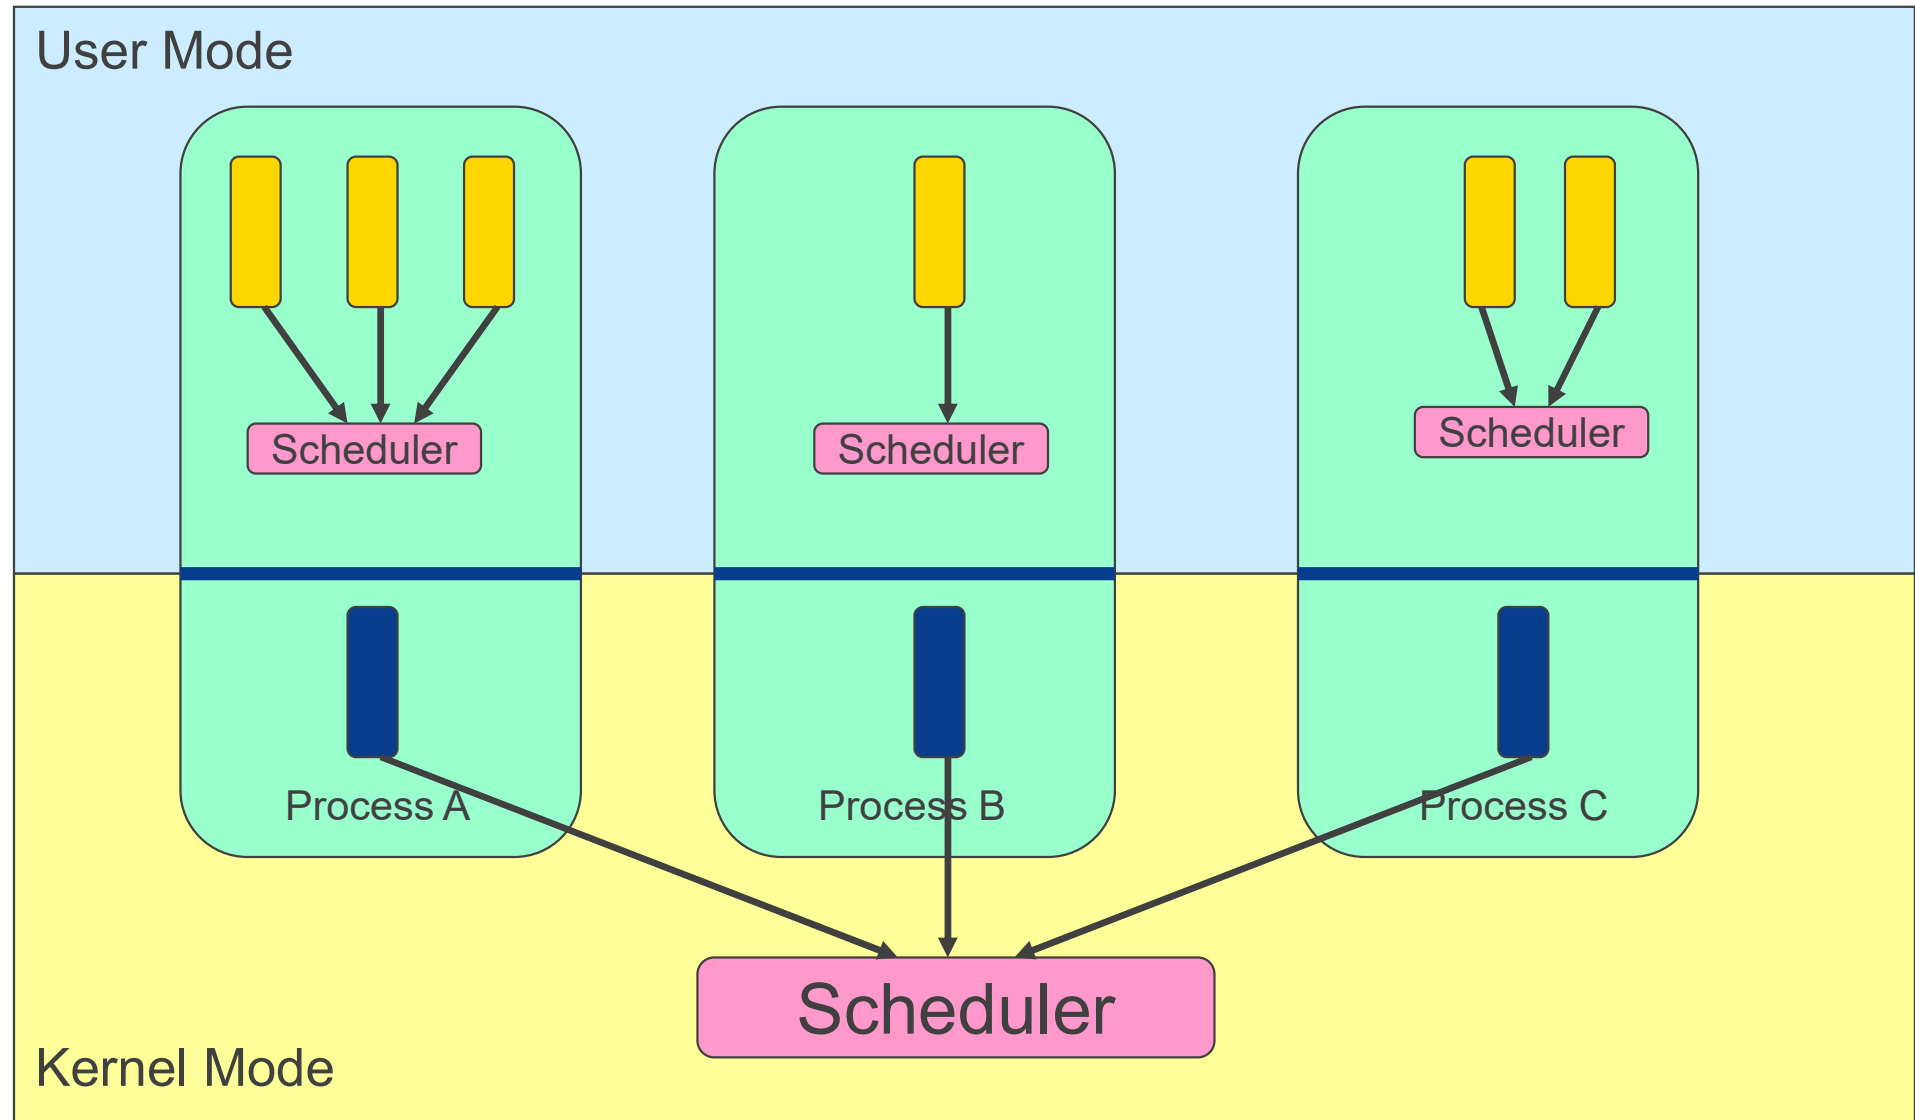 User Mode
Scheduler
Scheduler
Scheduler
Process A
Process B
Process C
Scheduler
Kernel Mode